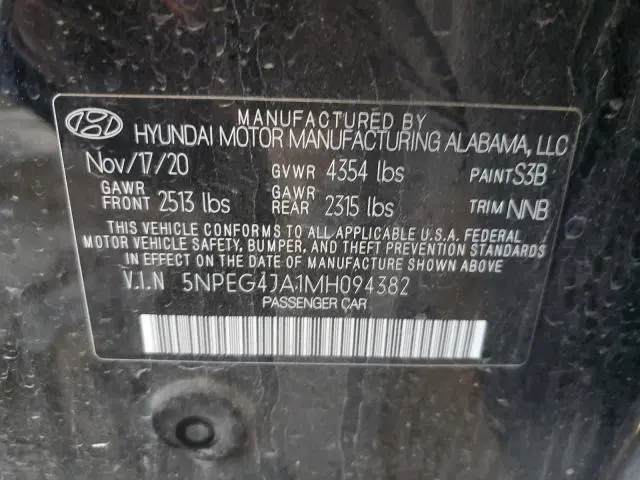 MANUFACTURED BY
HYUNDAI MOTOR MANUFACTURING ALABAMA, LLC
Nov/17/20 GVWR 4354 lbs PAINT S3B
GAWR FRONT 2513 lbs GAWR REAR 2315 lbs TRIM NNB
THIS VEHICLE CONFORMS TO ALL APPLICABLE U.S.A. FEDERAL
MOTOR VEHICLE SAFETY, BUMPER, AND THEFT PREVENTION STANDARDS
IN EFFECT ON THE DATE OF MANUFACTURE SHOWN ABOVE.
V.I.N 5NPEG4JA1MH094382
PASSENGER CAR